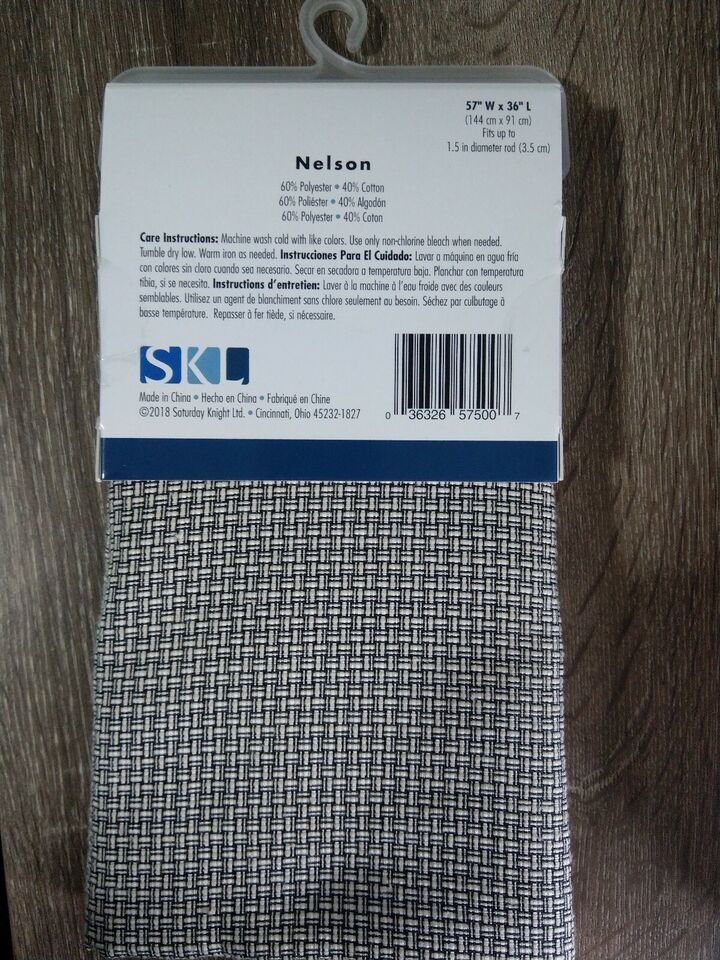 57" W x 36" L
(144 cm x 91 cm)
Fits up to
1.5 in diameter rod (3.5 cm)
Nelson
60% Polyester • 40% Cotton
60% Poliéster • 40% Algodón
60% Polyester • 40% Coton
Care Instructions: Machine wash cold with like colors. Use only non-chlorine bleach when needed.
Tumble dry low. Warm iron as needed. Instrucciones Para El Cuidado: Lavar a máquina en agua fría
con colores sin cloro cuando sea necesario. Secar en secadora a temperatura baja. Planchar con temperatura
tibia, si se necesita. Instructions d'entretien: Laver à la machine à l'eau froide avec des couleurs
semblables. Utilisez un agent de blanchiment sans chlore seulement au besoin. Séchez par culbutage à
basse température. Repasser à fer tiède, si nécessaire.
SKL
Made in China • Hecho en China • Fabriqué en Chine
©2018 Saturday Knight Ltd. • Cincinnati, Ohio 45232-1827
0 36326 57500 7